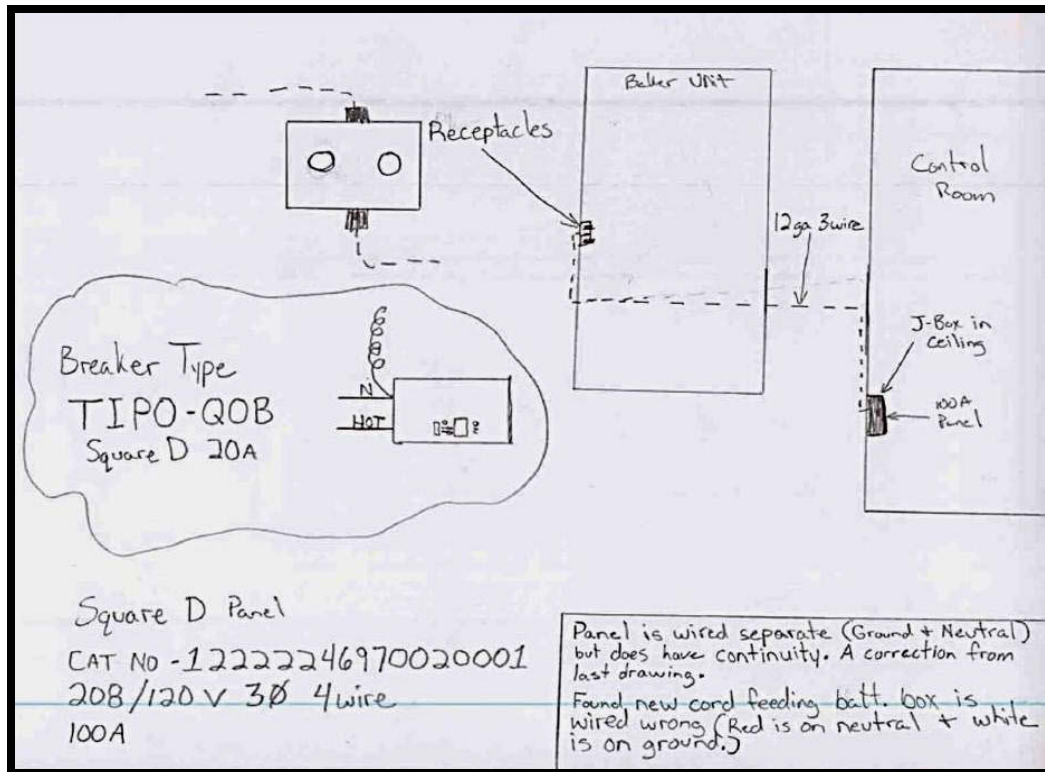 Receptacles
Unit
Control
Room
12ga 3wire
J-Box in
ceiling
100A
Panel
Breaker Type
TIPO-QOB
Square D 20A
N
HOT
Square D Panel
CAT NO -12222246970020001
208/120 V 3Ø 4wire
100A
Panel is wired separate (Ground + Neutral)
but does have continuity. A correction from
last drawing.
Found new cord feeding batt. box is
wired wrong (Red is on neutral + white
is on ground.)